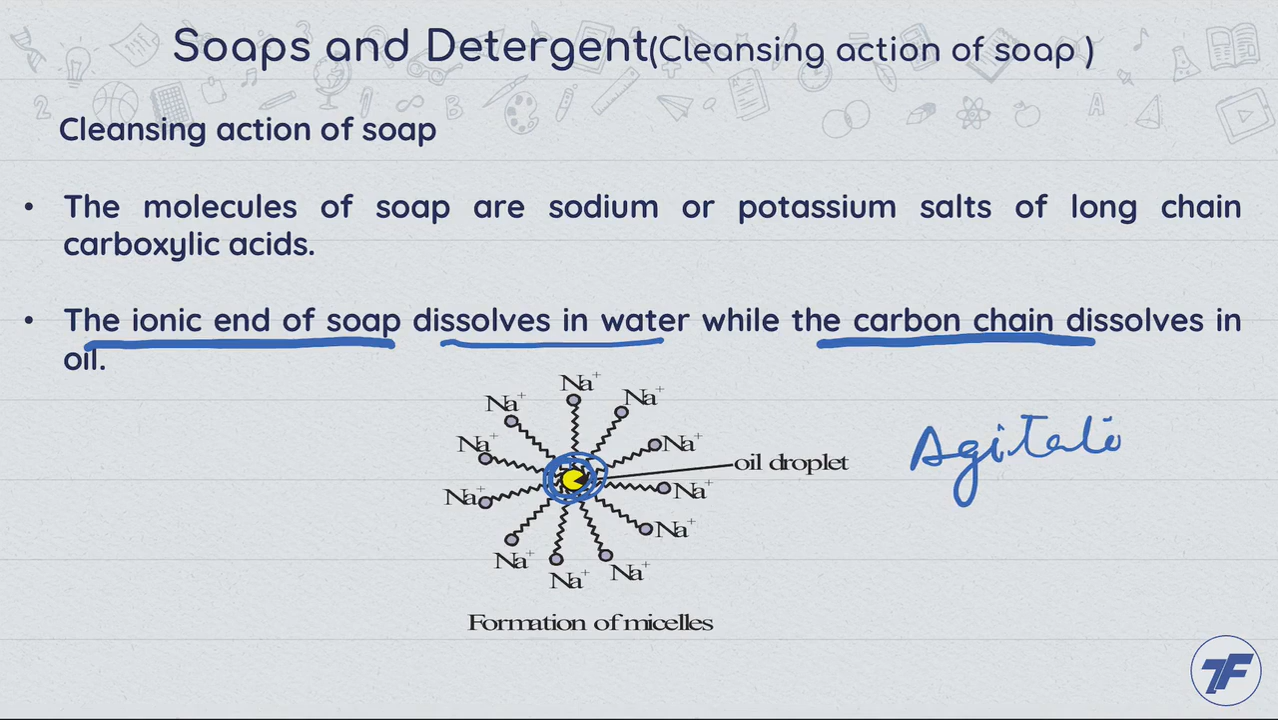 Soaps and Detergent(Cleansing action of soap )
Cleansing action of soap
• The molecules of soap are sodium or potassium salts of long chain
carboxylic acids.
• The ionic end of soap dissolves in water while the carbon chain dissolves in
oil.
Na+
Na+
Na+
Na+
Na+
oil droplet
Na+
Na+
Na+
Na+
Na+
Na+
Formation of micelles
TF